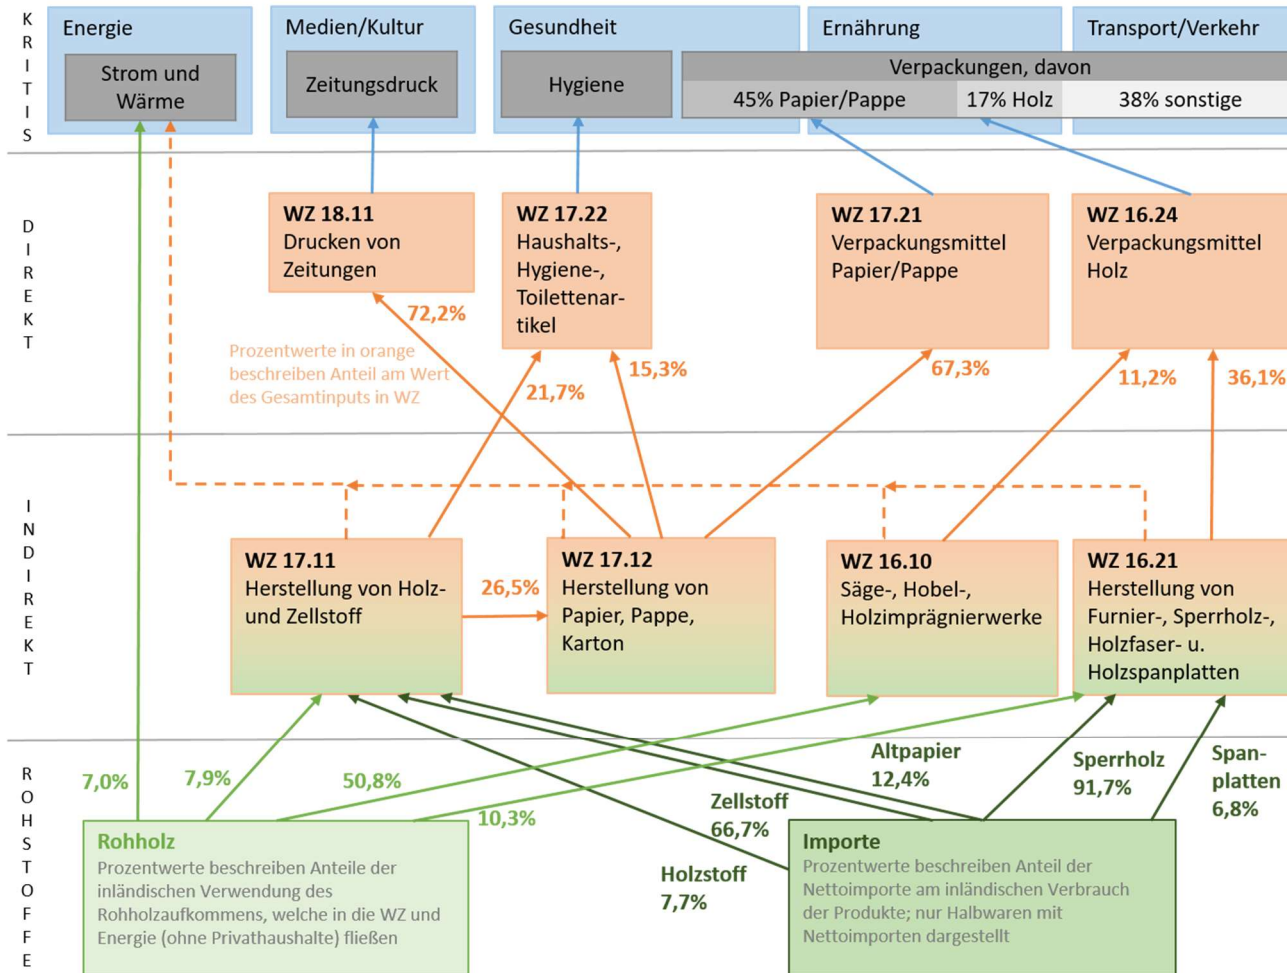 KRITIS
Energie
Strom und
Wärme
Medien/Kultur
Zeitungsdruck
Gesundheit
Hygiene
Ernährung
Transport/Verkehr
Verpackungen, davon
45% Papier/Pappe
17% Holz
38% sonstige
DIREKT
WZ 18.11
Drucken von
Zeitungen
WZ 17.22
Haushalts-,
Hygiene-,
Toilettenar-
tikel
WZ 17.21
Verpackungsmittel
Papier/Pappe
WZ 16.24
Verpackungsmittel
Holz
72,2%
Prozentwerte in orange
beschreiben Anteil am Wert
des Gesamtinputs in WZ
21,7%
15,3%
67,3%
11,2%
36,1%
INDIREKT
WZ 17.11
Herstellung von Holz-
und Zellstoff
26,5%
WZ 17.12
Herstellung von
Papier, Pappe,
Karton
WZ 16.10
Säge-, Hobel-,
Holzimprägnierwerke
WZ 16.21
Herstellung von
Furnier-, Sperrholz-,
Holzfaser- u.
Holzspanplatten
ROHSTOFFE
7,0%
7,9%
50,8%
10,3%
Holzstoff
7,7%
Zellstoff
66,7%
Altpapier
12,4%
Sperrholz
91,7%
Span-
platten
6,8%
Rohholz
Prozentwerte beschreiben Anteile der
inländischen Verwendung des
Rohholzaufkommens, welche in die WZ und
Energie (ohne Privathaushalte) fließen
Importe
Prozentwerte beschreiben Anteil der
Nettoimporte am inländischen Verbrauch
der Produkte; nur Halbwaren mit
Nettoimporten dargestellt